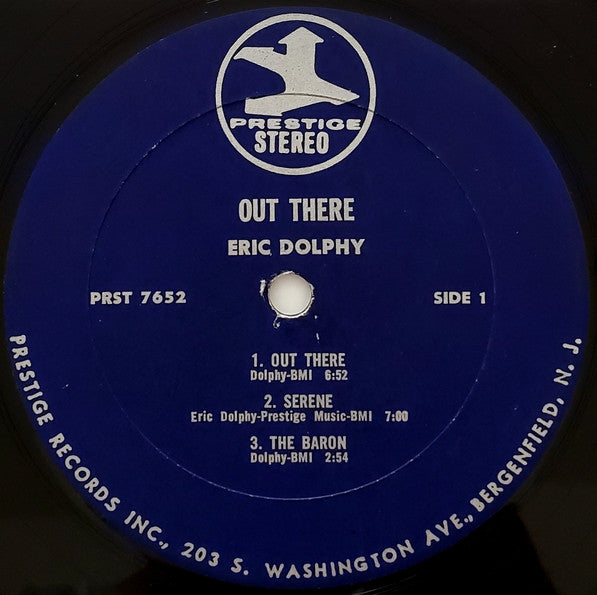 PRESTIGE
STEREO
OUT THERE
ERIC DOLPHY
PRST 7652
SIDE 1
1. OUT THERE
Dolphy-BMI 6:52
2. SERENE
Eric Dolphy-Prestige Music-BMI 7:00
3. THE BARON
Dolphy-BMI 2:54
PRESTIGE RECORDS INC., 203 S. WASHINGTON AVE., BERGENFIELD, N. J.